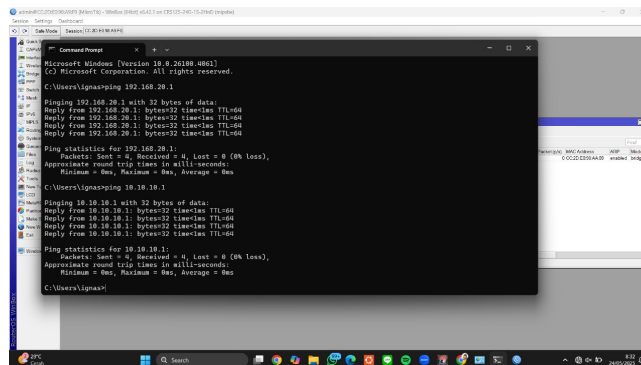 Session Settings Dashboard
Safe Mode Session:
Command Prompt
Microsoft Windows [Version 10.0.26100.4061]
(c) Microsoft Corporation. All rights reserved.
C:\Users\ignas>ping 192.168.20.1
Pinging 192.168.20.1 with 32 bytes of data:
Reply from 192.168.20.1: bytes=32 time<1ms TTL=64
Reply from 192.168.20.1: bytes=32 time<1ms TTL=64
Reply from 192.168.20.1: bytes=32 time<1ms TTL=64
Reply from 192.168.20.1: bytes=32 time<1ms TTL=64
Ping statistics for 192.168.20.1:
Packets: Sent = 4, Received = 4, Lost = 0 (0% loss),
Approximate round trip times in milli-seconds:
Minimum = 0ms, Maximum = 0ms, Average = 0ms
C:\Users\ignas>ping 10.10.10.1
Pinging 10.10.10.1 with 32 bytes of data:
Reply from 10.10.10.1: bytes=32 time<1ms TTL=64
Reply from 10.10.10.1: bytes=32 time<1ms TTL=64
Reply from 10.10.10.1: bytes=32 time<1ms TTL=64
Reply from 10.10.10.1: bytes=32 time<1ms TTL=64
Ping statistics for 10.10.10.1:
Packets: Sent = 4, Received = 4, Lost = 0 (0% loss),
Approximate round trip times in milli-seconds:
Minimum = 0ms, Maximum = 0ms, Average = 0ms
C:\Users\ignas>
Find
MAC Address ARP
enabled
RouterOS WinBox
29°C
Cerah
Search
8:32
24/05/2025